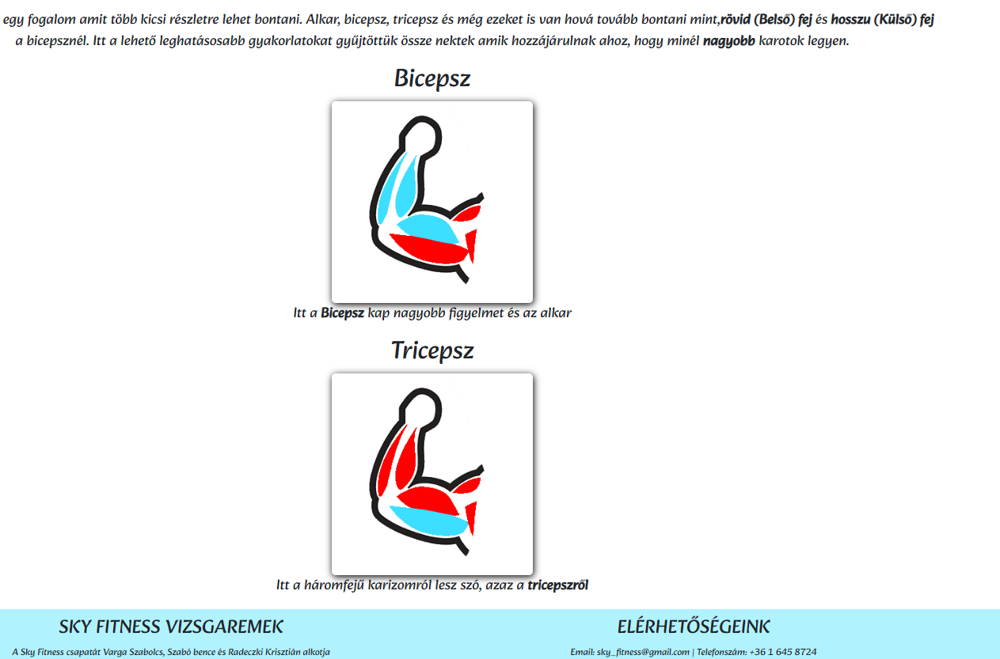 egy fogalom amit több kicsi részletre lehet bontani. Alkar, bicepsz, tricepsz és még ezeket is van hová tovább bontani mint,rövid (Belső) fej és hosszu (Külső) fej
a bicepsznél. Itt a lehető leghatásosabb gyakorlatokat gyűjtöttük össze nektek amik hozzájárulnak ahoz, hogy minél nagyobb karotok legyen.
Bicepsz
Itt a Bicepsz kap nagyobb figyelmet és az alkar
Tricepsz
Itt a háromfejű karizomról lesz szó, azaz a tricepszről
SKY FITNESS VIZSGAREMEK
A Sky Fitness csapatát Varga Szabolcs, Szabó bence és Radeczki Krisztián alkotja
ELÉRHETŐSÉGEINK
Email: sky_fitness@gmail.com | Telefonszám: +36 1 645 8724